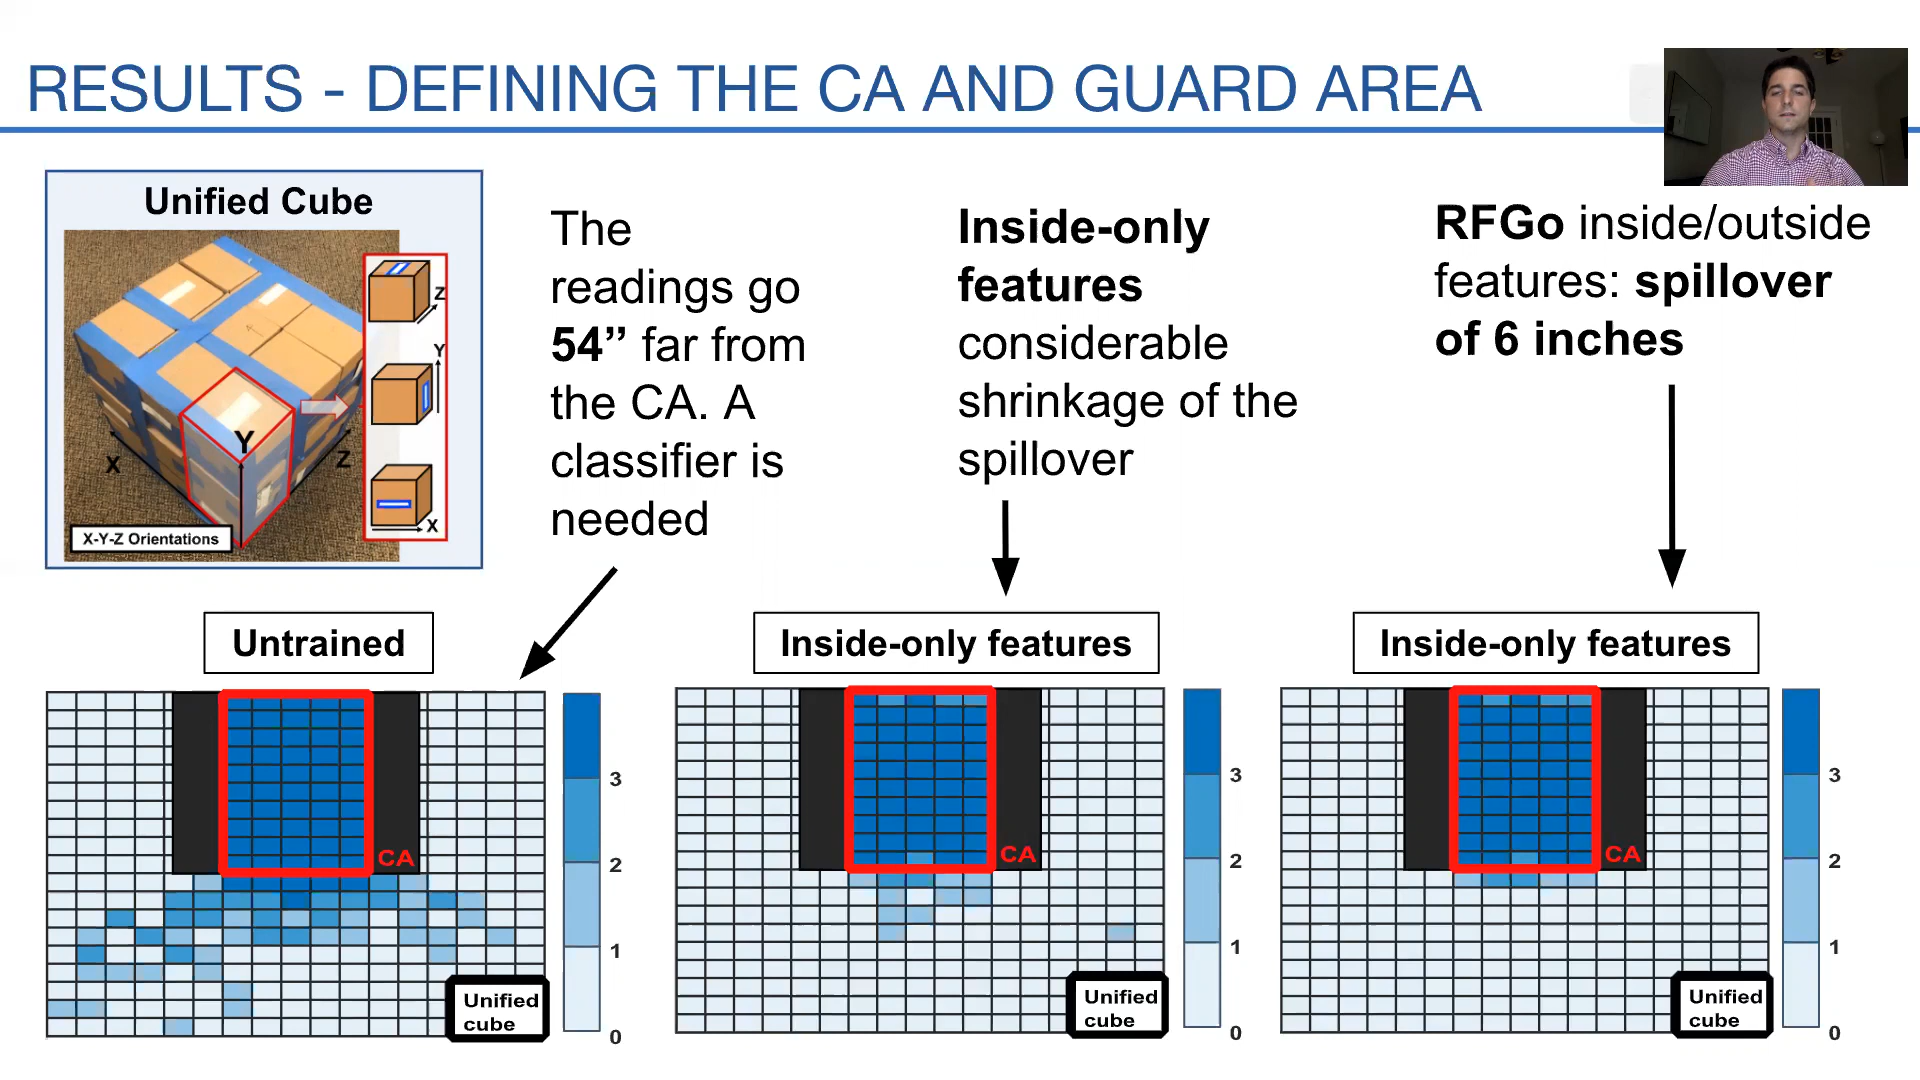 RESULTS - DEFINING THE CA AND GUARD AREA
Unified Cube
Z
Y
X
Y
X
Z
X-Y-Z Orientations
The
readings go
54” far from
the CA. A
classifier is
needed
Inside-only
features
considerable
shrinkage of the
spillover
RFGo inside/outside
features: spillover
of 6 inches
Untrained
CA
Unified
cube
3
2
1
0
Inside-only features
CA
Unified
cube
3
2
1
0
Inside-only features
CA
Unified
cube
3
2
1
0